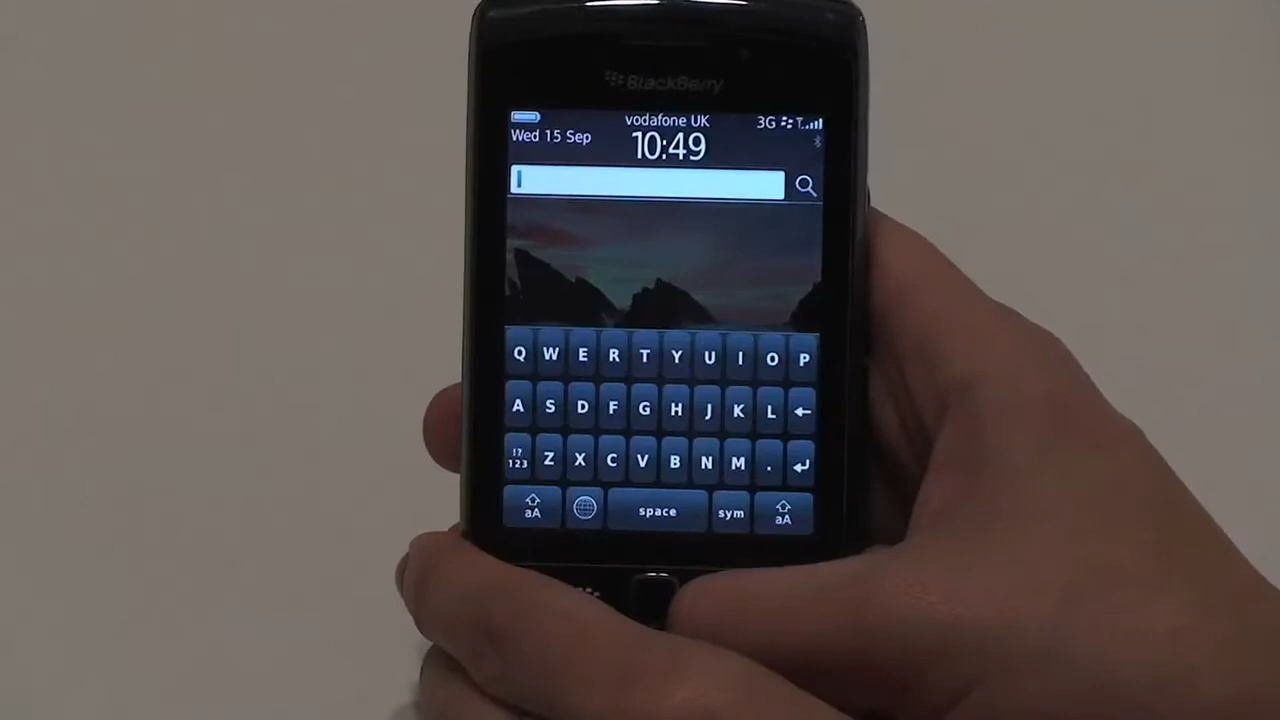 BlackBerry
vodafone UK
3G
Wed 15 Sep
10:49
Q W E R T Y U I O P
A S D F G H J K L
!?
123
Z X C V B N M .
aA
space
sym
aA